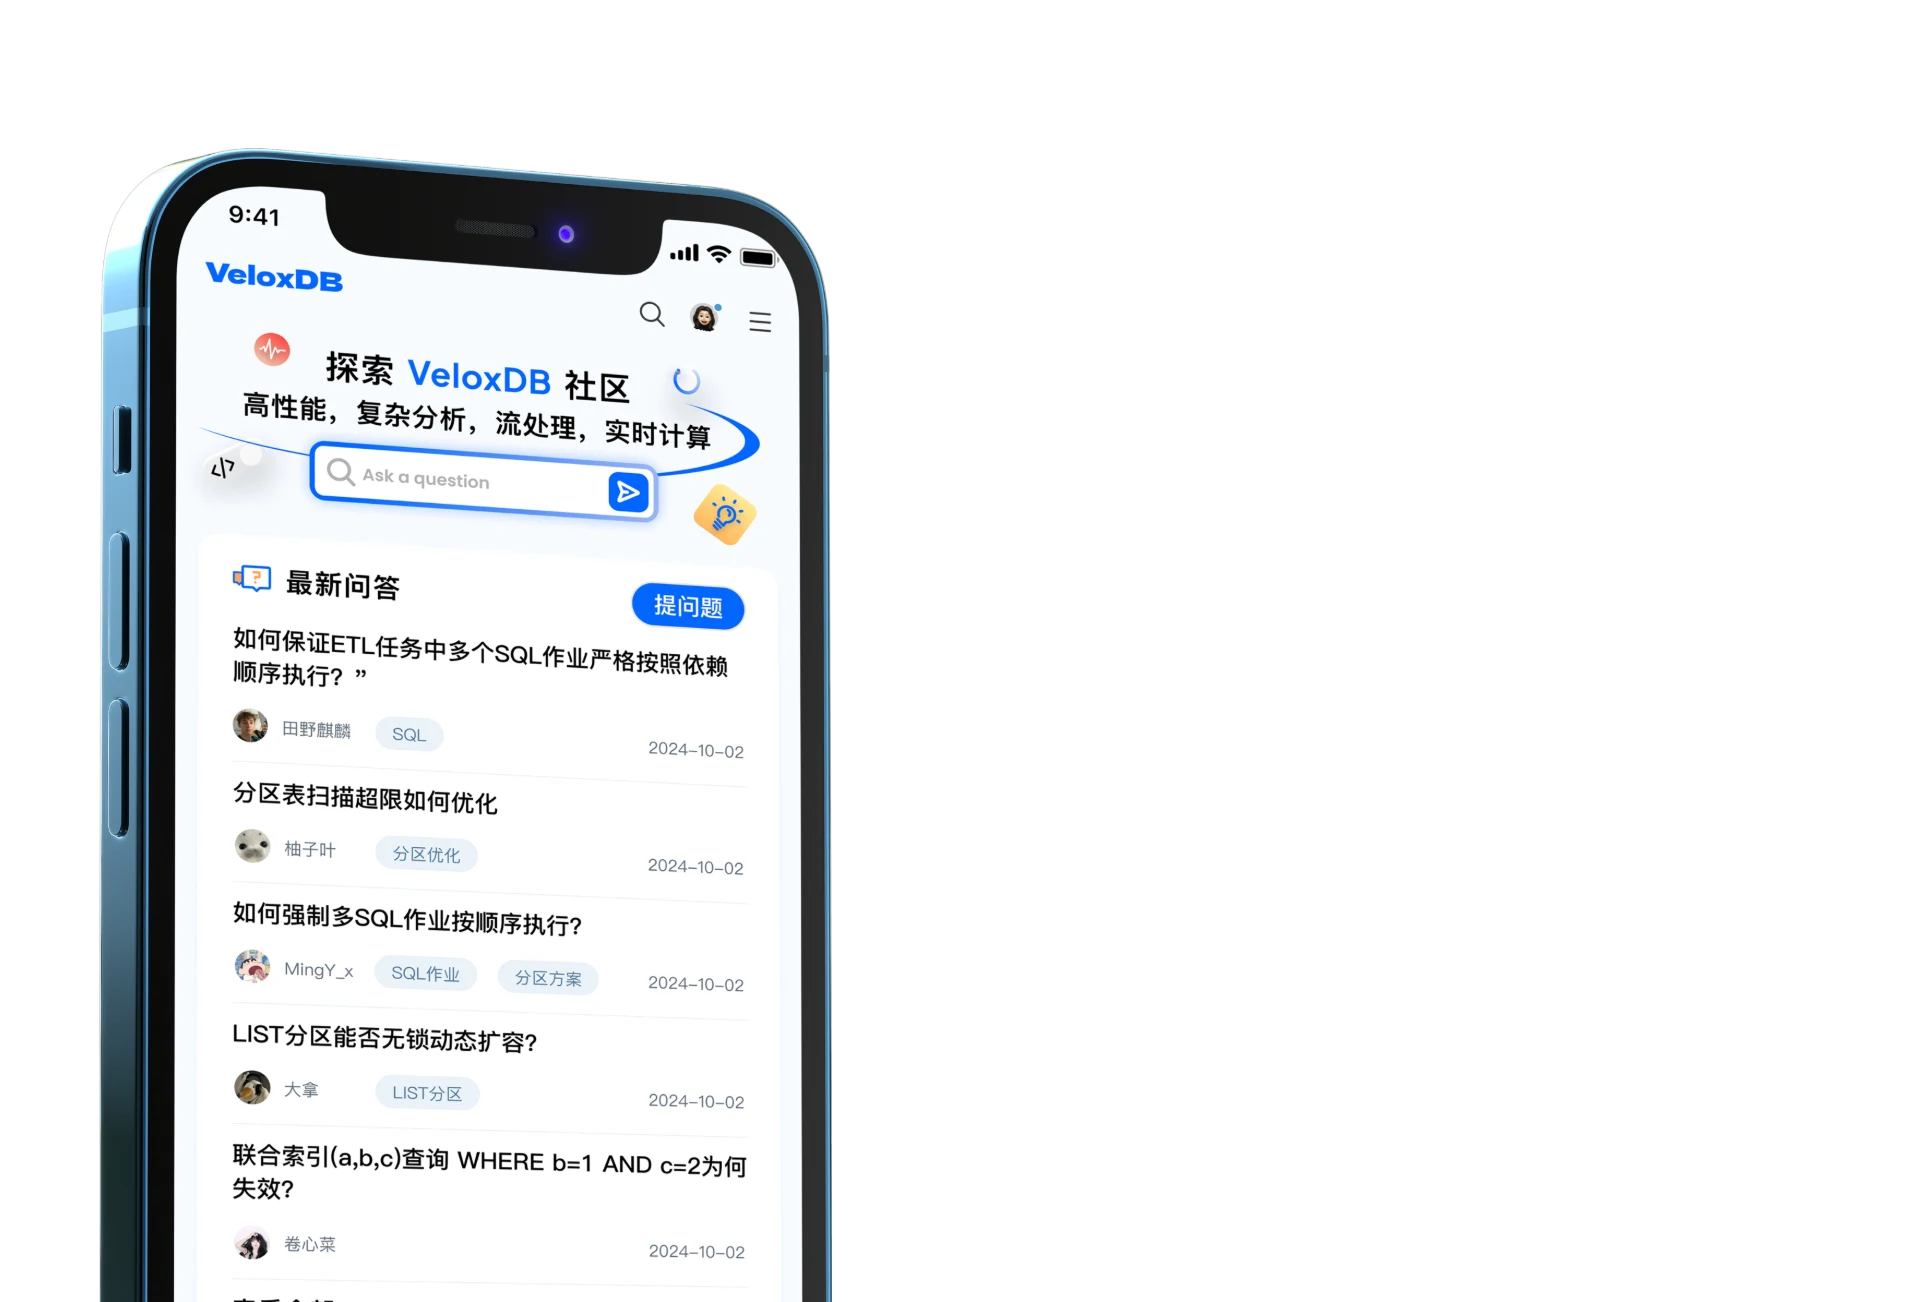 9:41
VeloxDB
探索 VeloxDB 社区
高性能，复杂分析，流处理，实时计算
Ask a question
最新问答
提问题
如何保证ETL任务中多个SQL作业严格按照依赖
顺序执行？”
田野麒麟 SQL 2024-10-02
分区表扫描超限如何优化
柚子叶 分区优化 2024-10-02
如何强制多SQL作业按顺序执行?
MingY_x SQL作业 分区方案 2024-10-02
LIST分区能否无锁动态扩容?
大拿 LIST分区 2024-10-02
联合索引(a,b,c)查询 WHERE b=1 AND c=2为何
失效?
卷心菜 2024-10-02